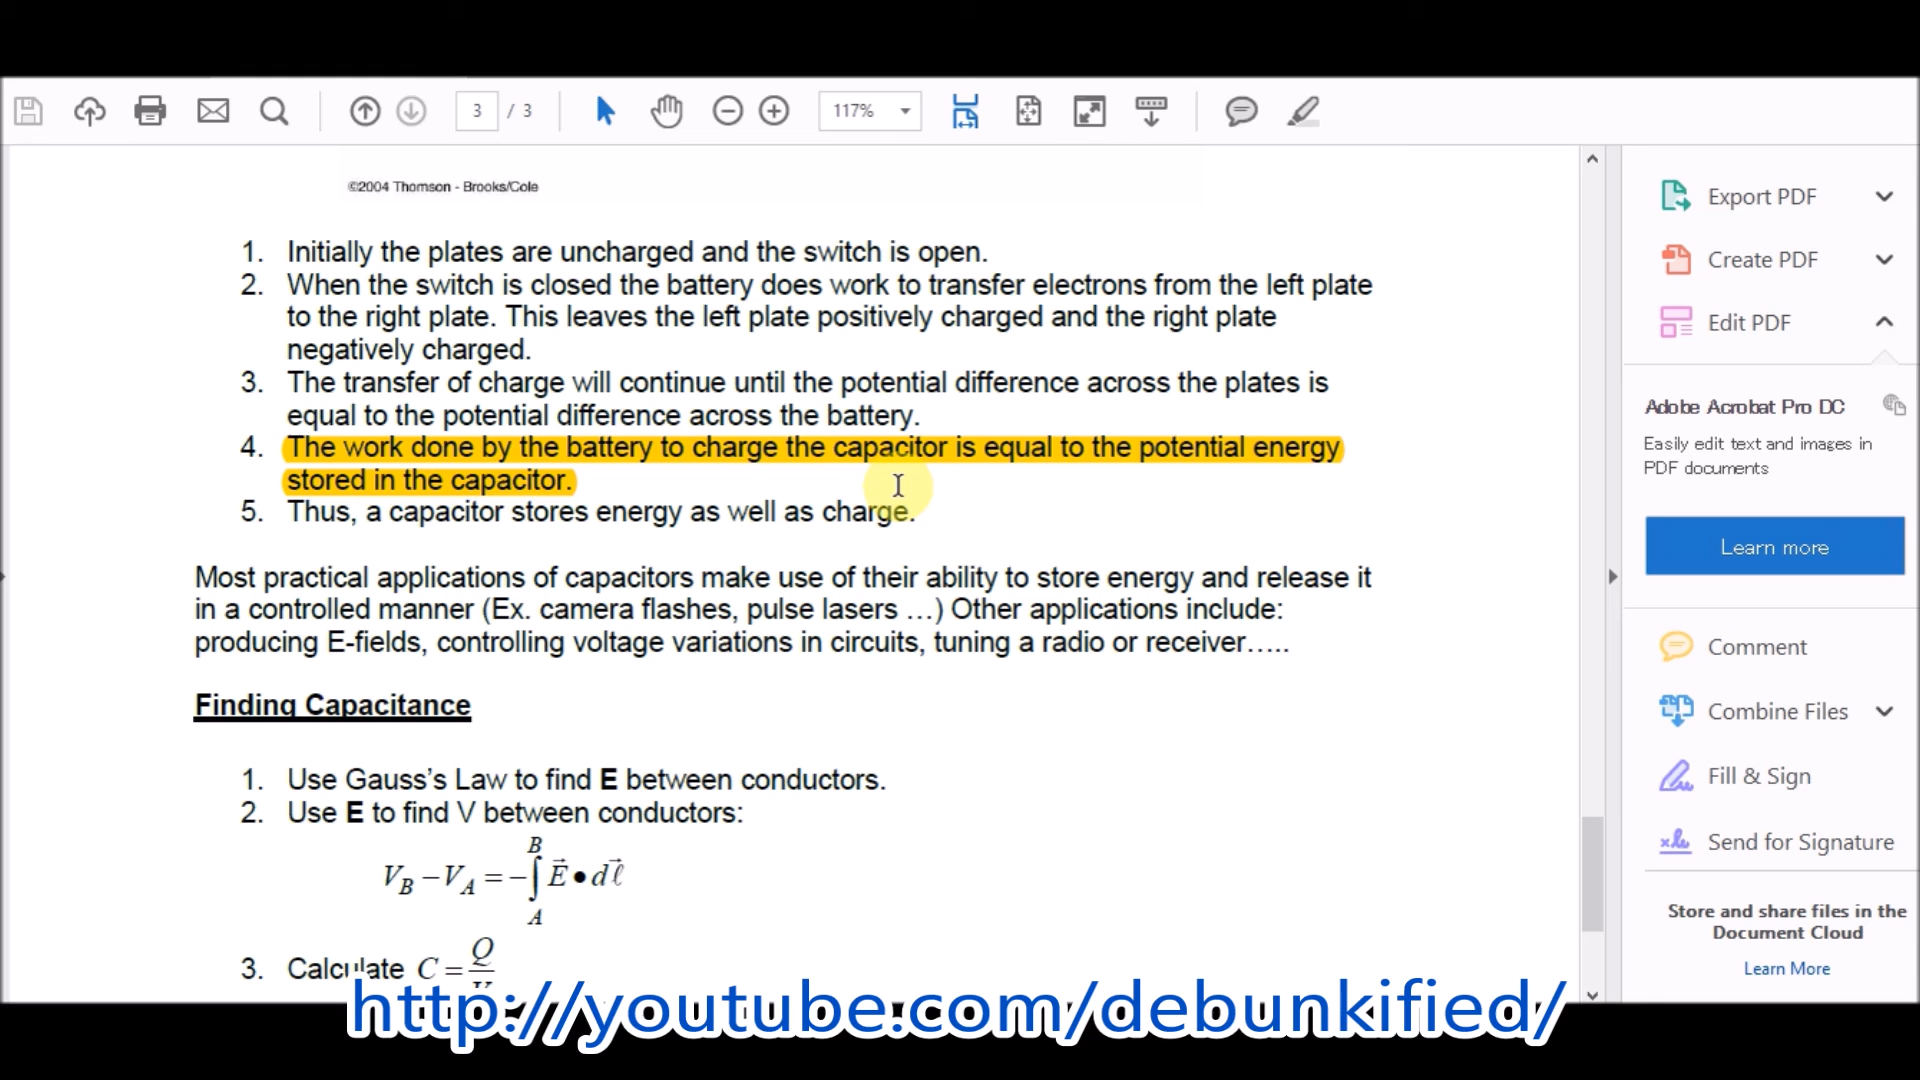 3 / 3
117%
©2004 Thomson - Brooks/Cole
1. Initially the plates are uncharged and the switch is open.
2. When the switch is closed the battery does work to transfer electrons from the left plate
to the right plate. This leaves the left plate positively charged and the right plate
negatively charged.
3. The transfer of charge will continue until the potential difference across the plates is
equal to the potential difference across the battery.
4. The work done by the battery to charge the capacitor is equal to the potential energy
stored in the capacitor.
5. Thus, a capacitor stores energy as well as charge.
Most practical applications of capacitors make use of their ability to store energy and release it
in a controlled manner (Ex. camera flashes, pulse lasers …) Other applications include:
producing E-fields, controlling voltage variations in circuits, tuning a radio or receiver…..
Finding Capacitance
1. Use Gauss's Law to find E between conductors.
2. Use E to find V between conductors:
V_B − V_A = −∫_A^B E⃗ • dℓ⃗
3. Calculate C = Q/V
http://youtube.com/debunkified/
Export PDF
Create PDF
Edit PDF
Adobe Acrobat Pro DC
Easily edit text and images in
PDF documents
Learn more
Comment
Combine Files
Fill & Sign
Send for Signature
Store and share files in the
Document Cloud
Learn More